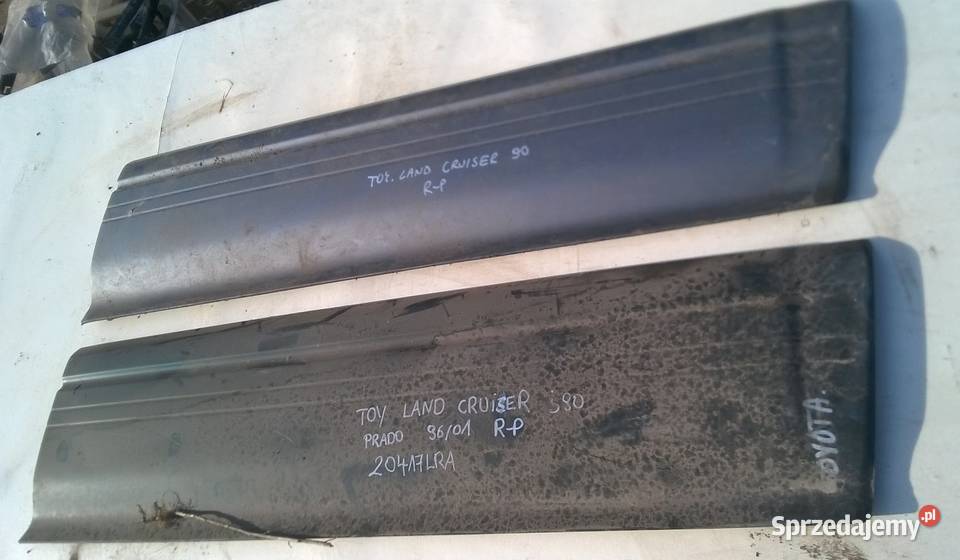 TOY. LAND CRUISER 90
R-P
TOY LAND CRUISER J90
PRADO 96/01 R-P
20417LRA
OYOTA.
Sprzedajemy.pl